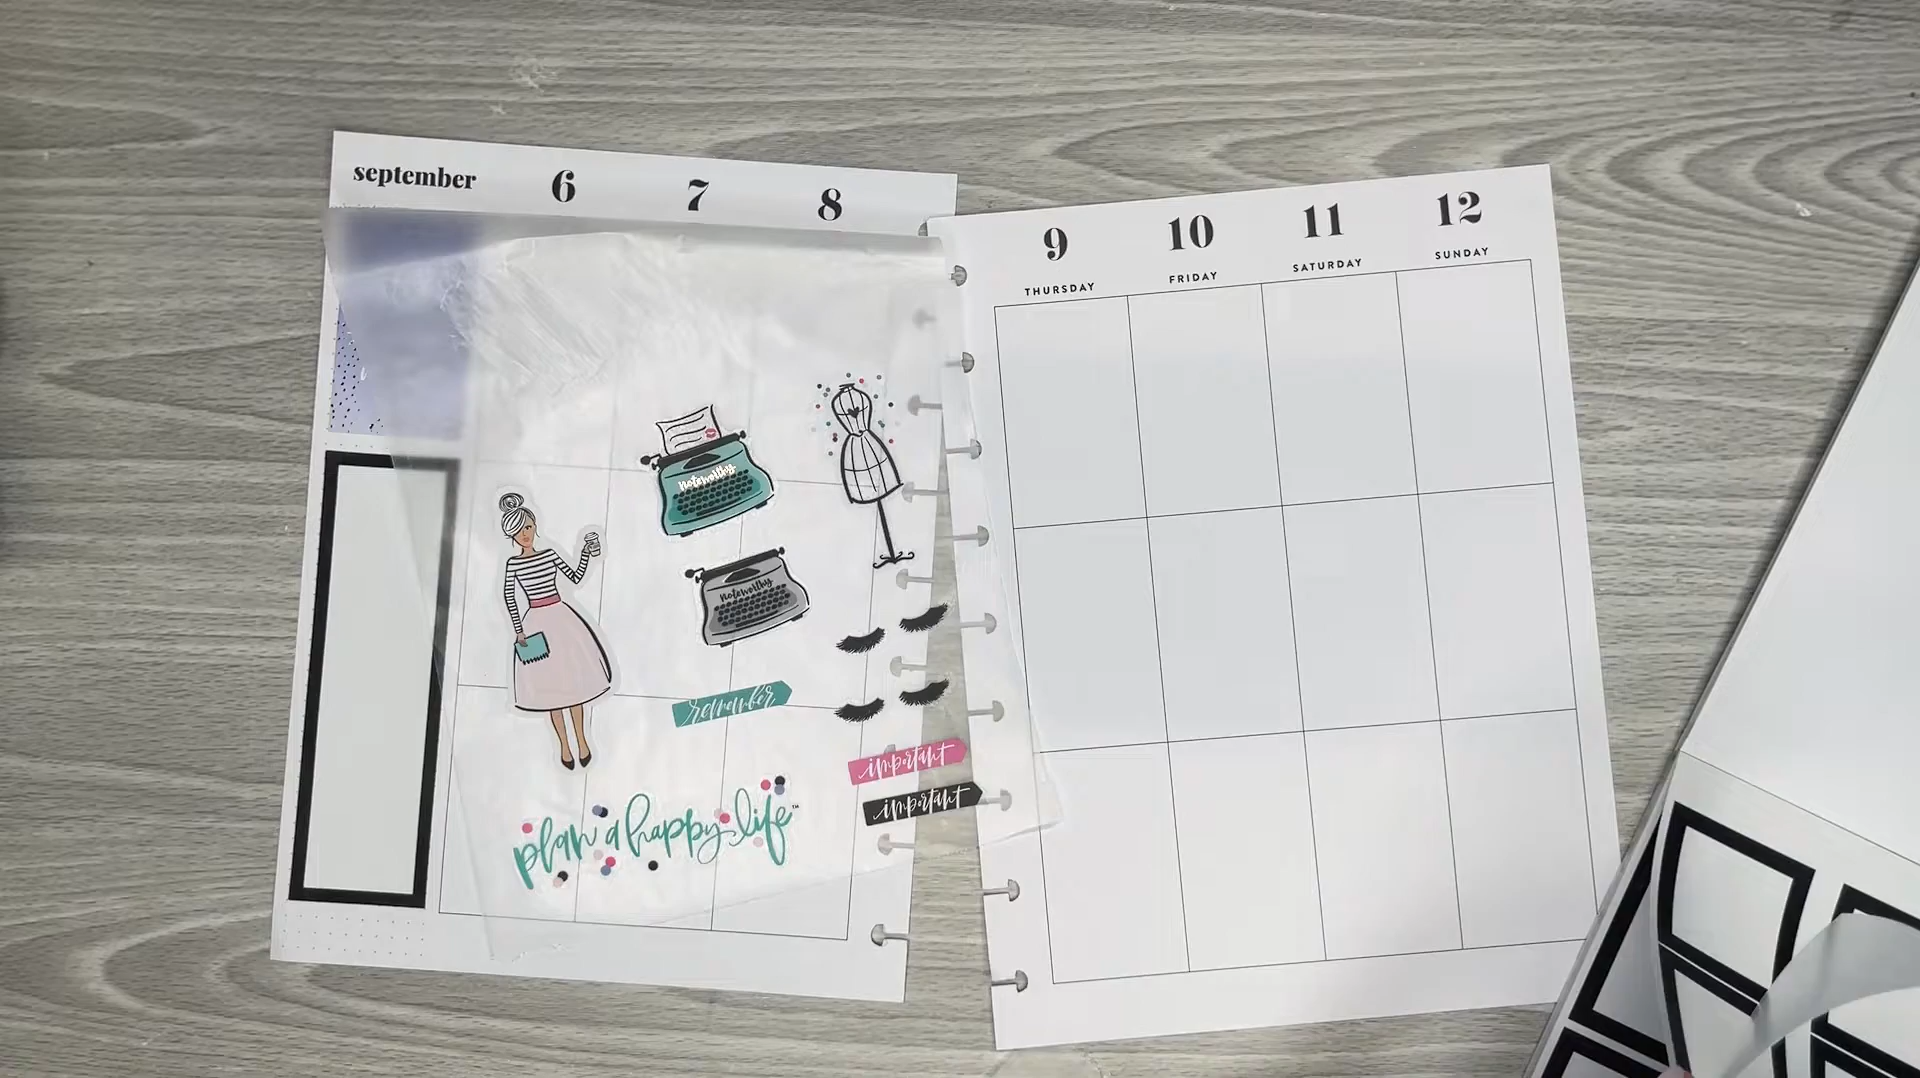 september 6 7 8
9 10 11 12
THURSDAY FRIDAY SATURDAY SUNDAY
noteworthy
noteworthy
remember
important
important
plan a happy life™